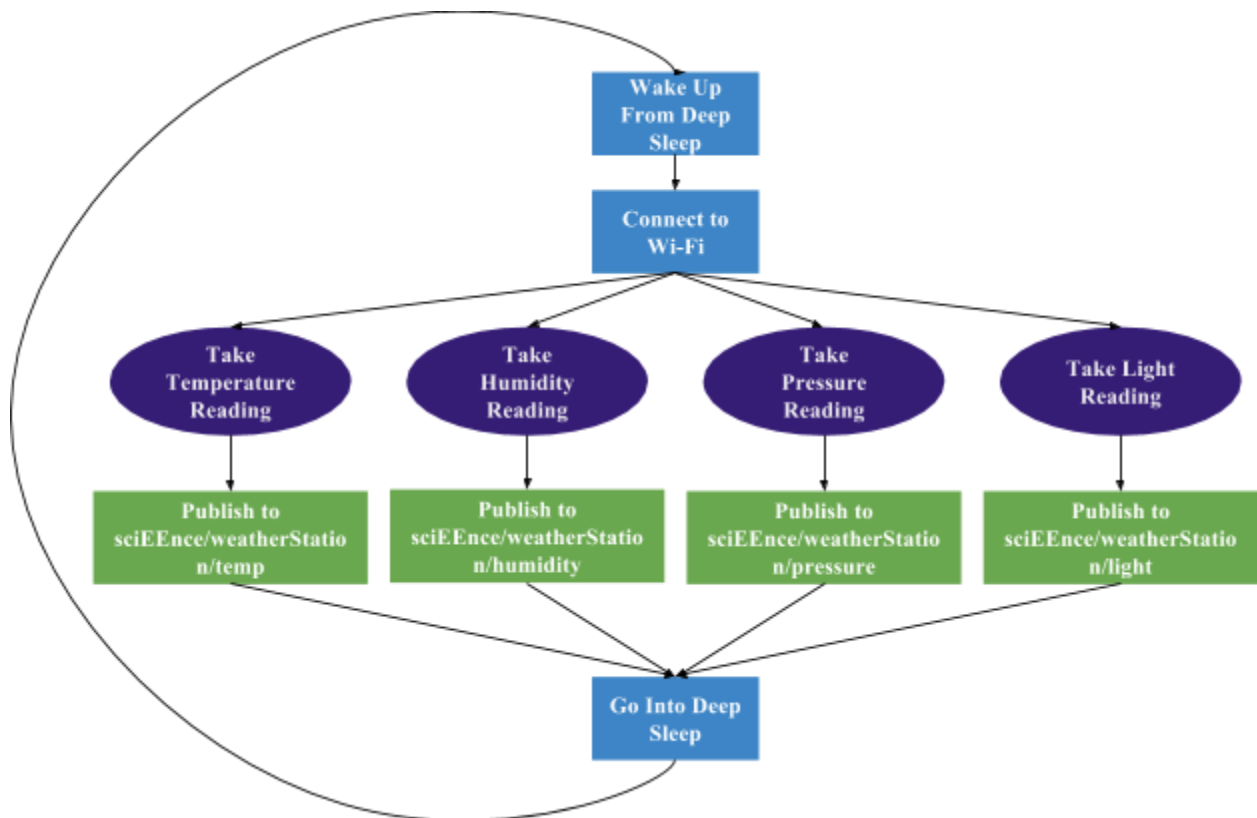 Wake Up
From Deep
Sleep
Connect to
Wi-Fi
Take
Temperature
Reading
Take
Humidity
Reading
Take
Pressure
Reading
Take Light
Reading
Publish to
sciEEnce/weatherStatio
n/temp
Publish to
sciEEnce/weatherStatio
n/humidity
Publish to
sciEEnce/weatherStatio
n/pressure
Publish to
sciEEnce/weatherStatio
n/light
Go Into Deep
Sleep